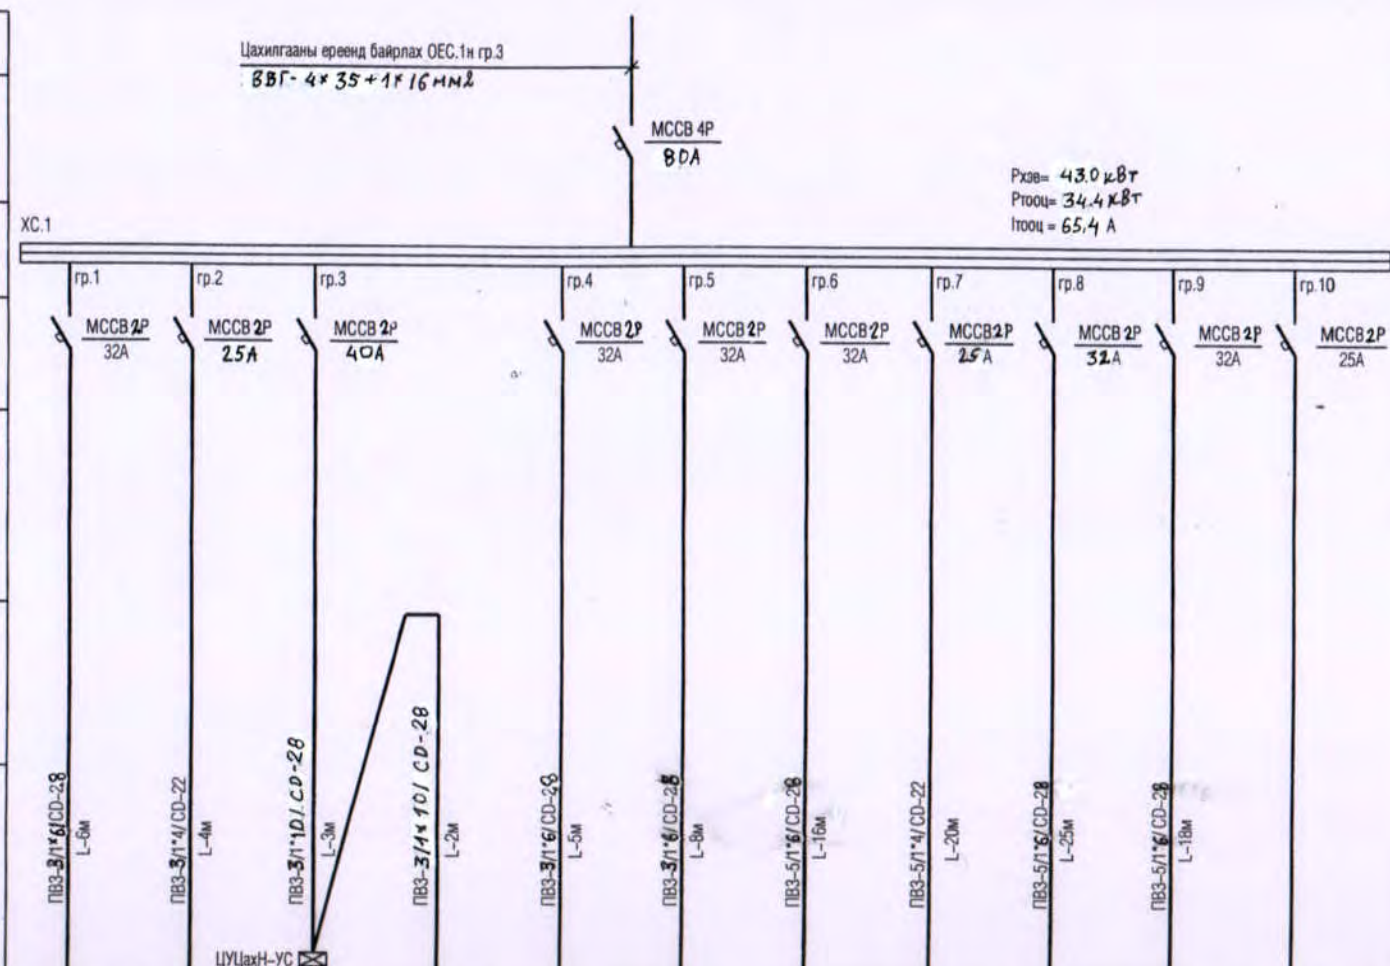 Цахилгааны өрөөнд байрлах ОЕС.1н гр.3
ВВГ- 4*35+1*16мм2
МССВ 4Р
80А
Рхэв= 43.0 кВт
Ртооц= 34.4 кВт
Iтооц = 65,4 А
ХС.1
гр.1
гр.2
гр.3
гр.4
гр.5
гр.6
гр.7
гр.8
гр.9
гр.10
МССВ 2Р
32А
МССВ 2Р
25А
МССВ 2Р
40А
МССВ 2Р
32А
МССВ 2Р
32А
МССВ 2Р
32А
МССВ 2Р
25А
МССВ 2Р
32А
МССВ 2Р
32А
МССВ 2Р
25А
ПВ3-3/1*6/CD-28
L-6м
ПВ3-3/1*4/CD-22
L-4м
ПВ3-3/1*10/CD-28
L-3м
ПВ3-3/1*10/ CD-28
L-2м
ПВ3-3/1*6/CD-28
L-5м
ПВ3-3/1*6/CD-28
L-8м
ПВ3-5/1*6/CD-28
L-16м
ПВ3-5/1*4/CD-22
L-20м
ПВ3-5/1*6/CD-28
L-25м
ПВ3-5/1*6/CD-28
L-18м
ЦУЦахН-УС